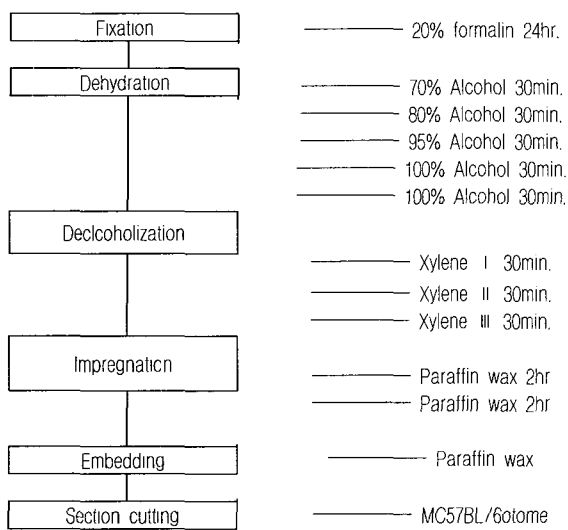 Fixation
20% formalin 24hr.
Dehydration
70% Alcohol 30min.
80% Alcohol 30min.
95% Alcohol 30min.
100% Alcohol 30min.
100% Alcohol 30min.
Declcoholization
Xylene I 30min.
Xylene II 30min.
Xylene III 30min.
Impregnation
Paraffin wax 2hr
Paraffin wax 2hr
Embedding
Paraffin wax
Section cutting
MC57BL/6otome